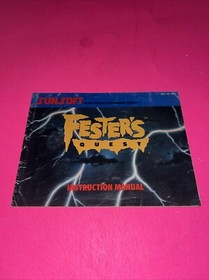 SUNSOFT
FESTER'S
QUEST
INSTRUCTION MANUAL